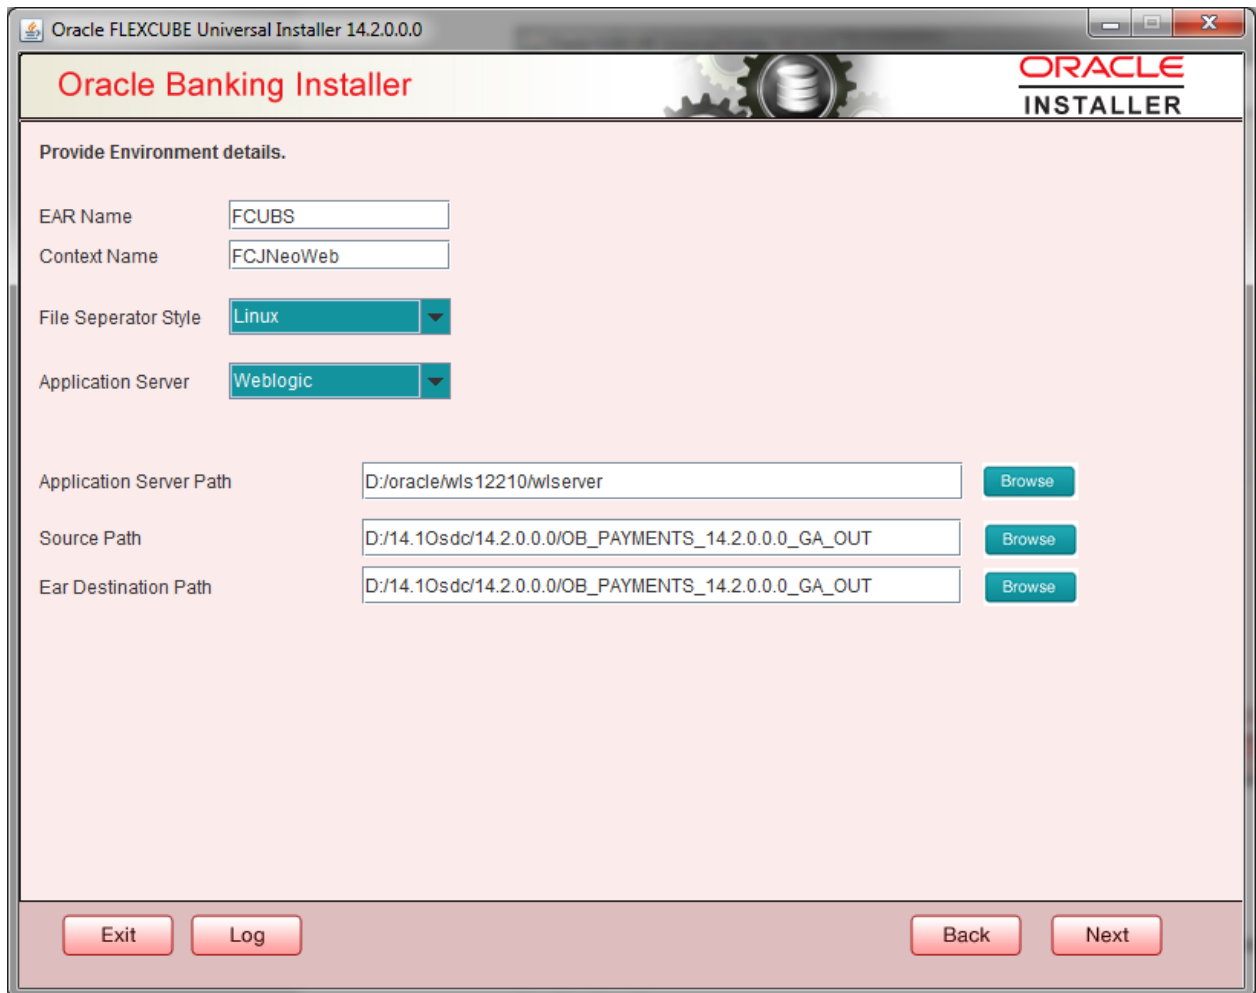 Oracle FLEXCUBE Universal Installer 14.2.0.0.0
Oracle Banking Installer
ORACLE
INSTALLER
Provide Environment details.
EAR Name FCUBS
Context Name FCJNeoWeb
File Seperator Style Linux
Application Server Weblogic
Application Server Path D:/oracle/wls12210/wlserver Browse
Source Path D:/14.1Osdc/14.2.0.0.0/OB_PAYMENTS_14.2.0.0.0_GA_OUT Browse
Ear Destination Path D:/14.1Osdc/14.2.0.0.0/OB_PAYMENTS_14.2.0.0.0_GA_OUT Browse
Exit Log Back Next